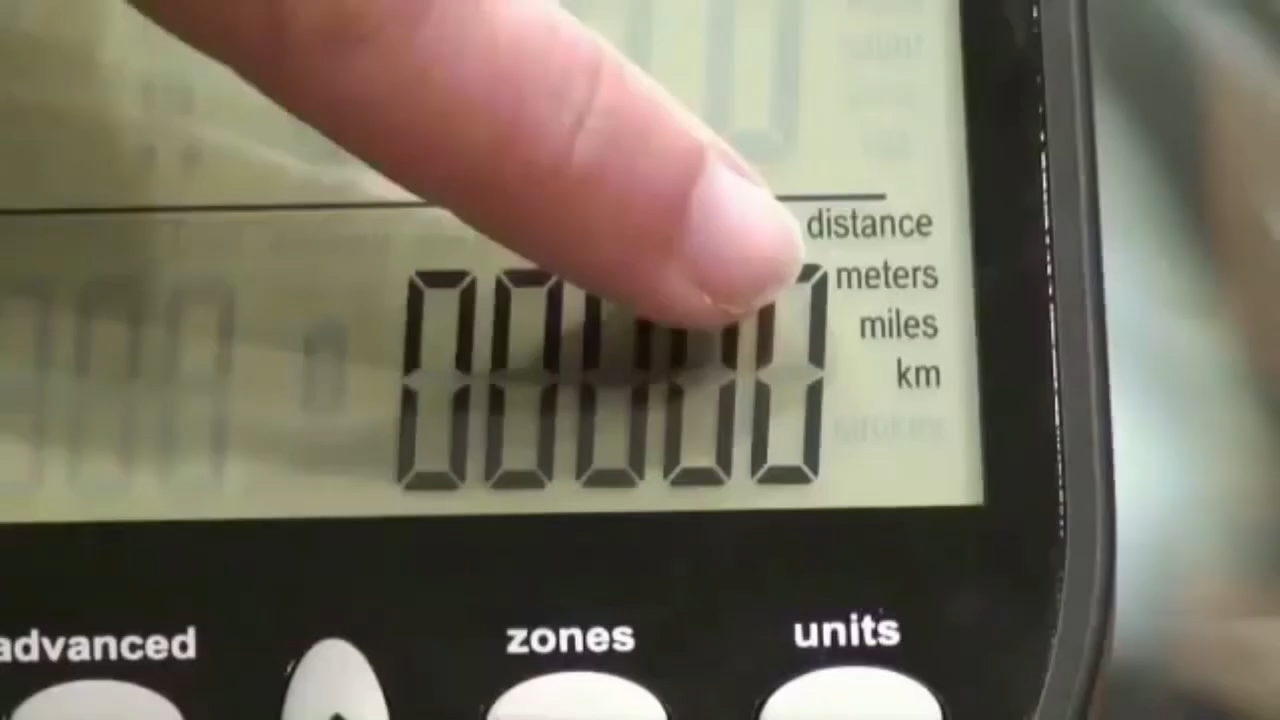 distance
meters
00000
miles
km
advanced
zones
units